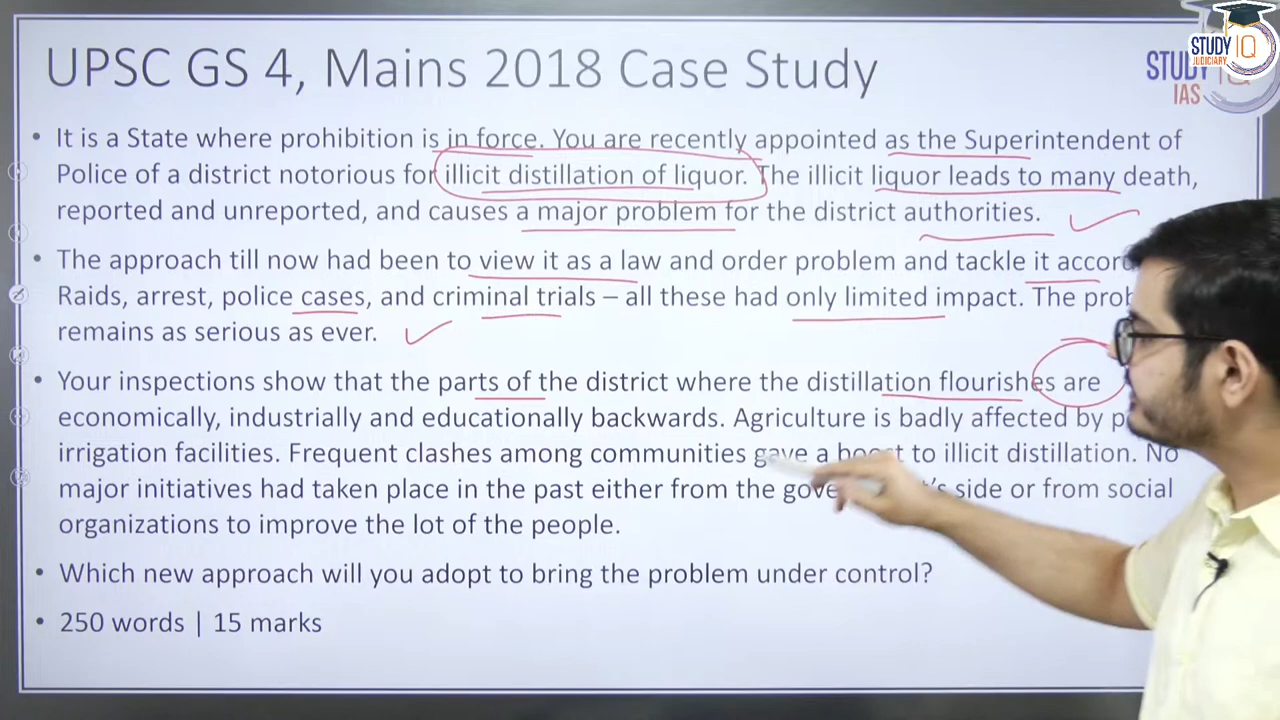 UPSC GS 4, Mains 2018 Case Study
STUDY IQ
JUDICIARY
STUDY
IAS
• It is a State where prohibition is in force. You are recently appointed as the Superintendent of
Police of a district notorious for illicit distillation of liquor. The illicit liquor leads to many death,
reported and unreported, and causes a major problem for the district authorities.
• The approach till now had been to view it as a law and order problem and tackle it
Raids, arrest, police cases, and criminal trials – all these had only limited impact. The
remains as serious as ever.
• Your inspections show that the parts of the district where the distillation flourishes are
economically, industrially and educationally backwards. Agriculture is badly affected by
irrigation facilities. Frequent clashes among communities gave a boost to illicit distillation. No
major initiatives had taken place in the past either from the side or from social
organizations to improve the lot of the people.
• Which new approach will you adopt to bring the problem under control?
• 250 words | 15 marks